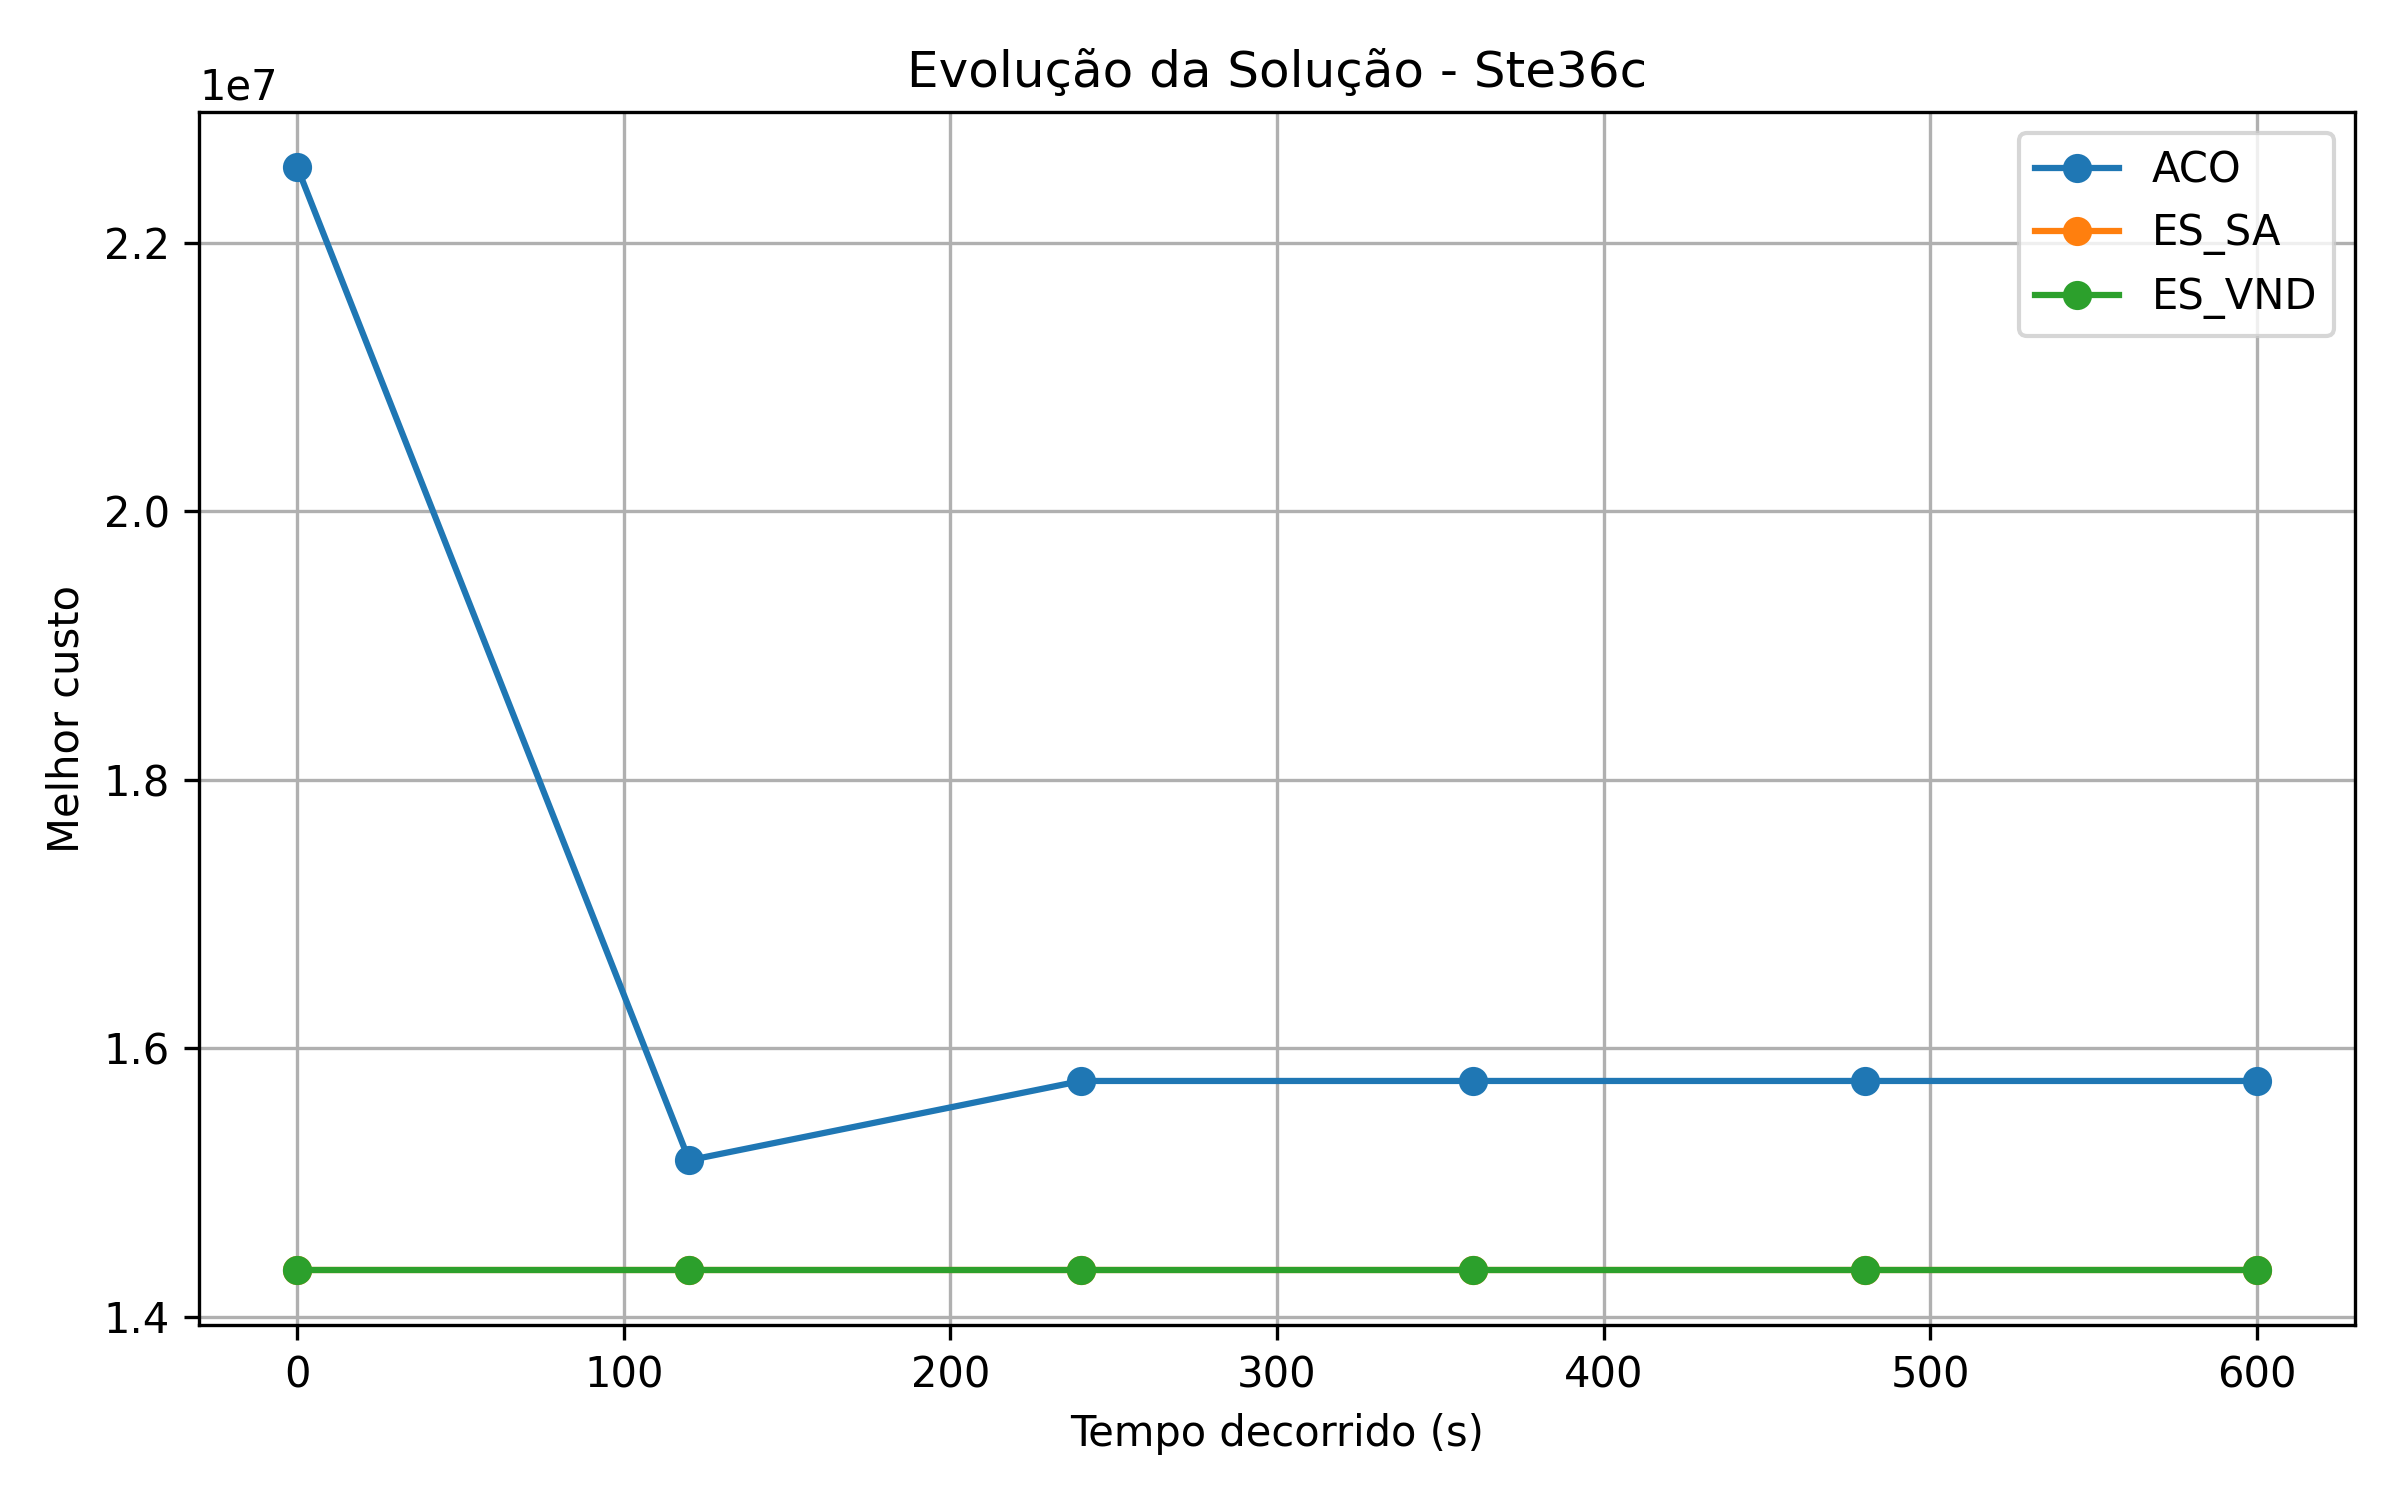 Evolução da Solução - Ste36c
1e7
2.2
2.0
1.8
1.6
1.4
Melhor custo
0 100 200 300 400 500 600
Tempo decorrido (s)
ACO
ES_SA
ES_VND